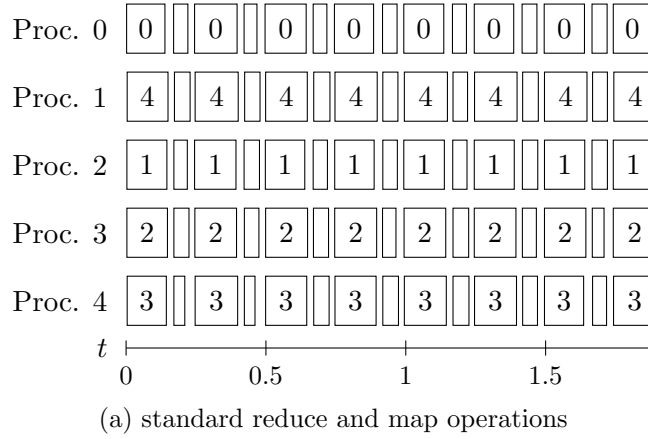 Proc. 0 0 0 0 0 0 0 0 0
Proc. 1 4 4 4 4 4 4 4 4
Proc. 2 1 1 1 1 1 1 1 1
Proc. 3 2 2 2 2 2 2 2 2
Proc. 4 3 3 3 3 3 3 3 3
t
0 0.5 1 1.5
(a) standard reduce and map operations